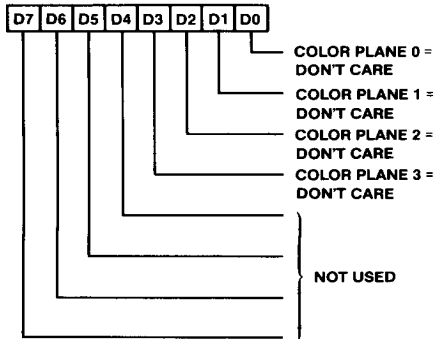 D7 D6 D5 D4 D3 D2 D1 D0
COLOR PLANE 0 =
DON'T CARE
COLOR PLANE 1 =
DON'T CARE
COLOR PLANE 2 =
DON'T CARE
COLOR PLANE 3 =
DON'T CARE
NOT USED